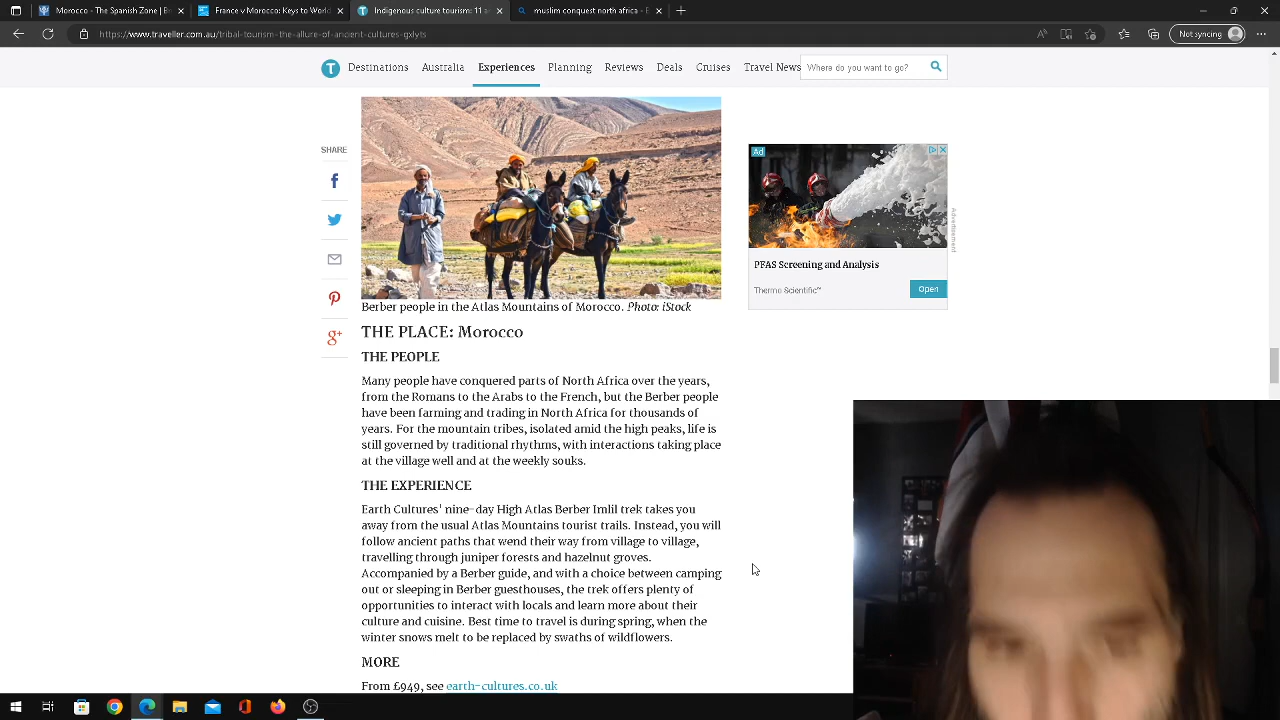 Morocco - The Spanish Zone | Be
France v Morocco: Keys to World
Indigenous culture tourism: 11 a
muslim conquest north africa - B
https://www.traveller.com.au/tribal-tourism-the-allure-of-ancient-cultures-gxlyts
Not syncing
T
Destinations
Australia
Experiences
Planning
Reviews
Deals
Cruises
Travel News
Where do you want to go?
SHARE
Ad
Advertisement
PFAS Screening and Analysis
Thermo Scientific™
Open
Berber people in the Atlas Mountains of Morocco. Photo: iStock
THE PLACE: Morocco
THE PEOPLE
Many people have conquered parts of North Africa over the years,
from the Romans to the Arabs to the French, but the Berber people
have been farming and trading in North Africa for thousands of
years. For the mountain tribes, isolated amid the high peaks, life is
still governed by traditional rhythms, with interactions taking place
at the village well and at the weekly souks.
THE EXPERIENCE
Earth Cultures' nine-day High Atlas Berber Imlil trek takes you
away from the usual Atlas Mountains tourist trails. Instead, you will
follow ancient paths that wend their way from village to village,
travelling through juniper forests and hazelnut groves.
Accompanied by a Berber guide, and with a choice between camping
out or sleeping in Berber guesthouses, the trek offers plenty of
opportunities to interact with locals and learn more about their
culture and cuisine. Best time to travel is during spring, when the
winter snows melt to be replaced by swaths of wildflowers.
MORE
From £949, see earth-cultures.co.uk